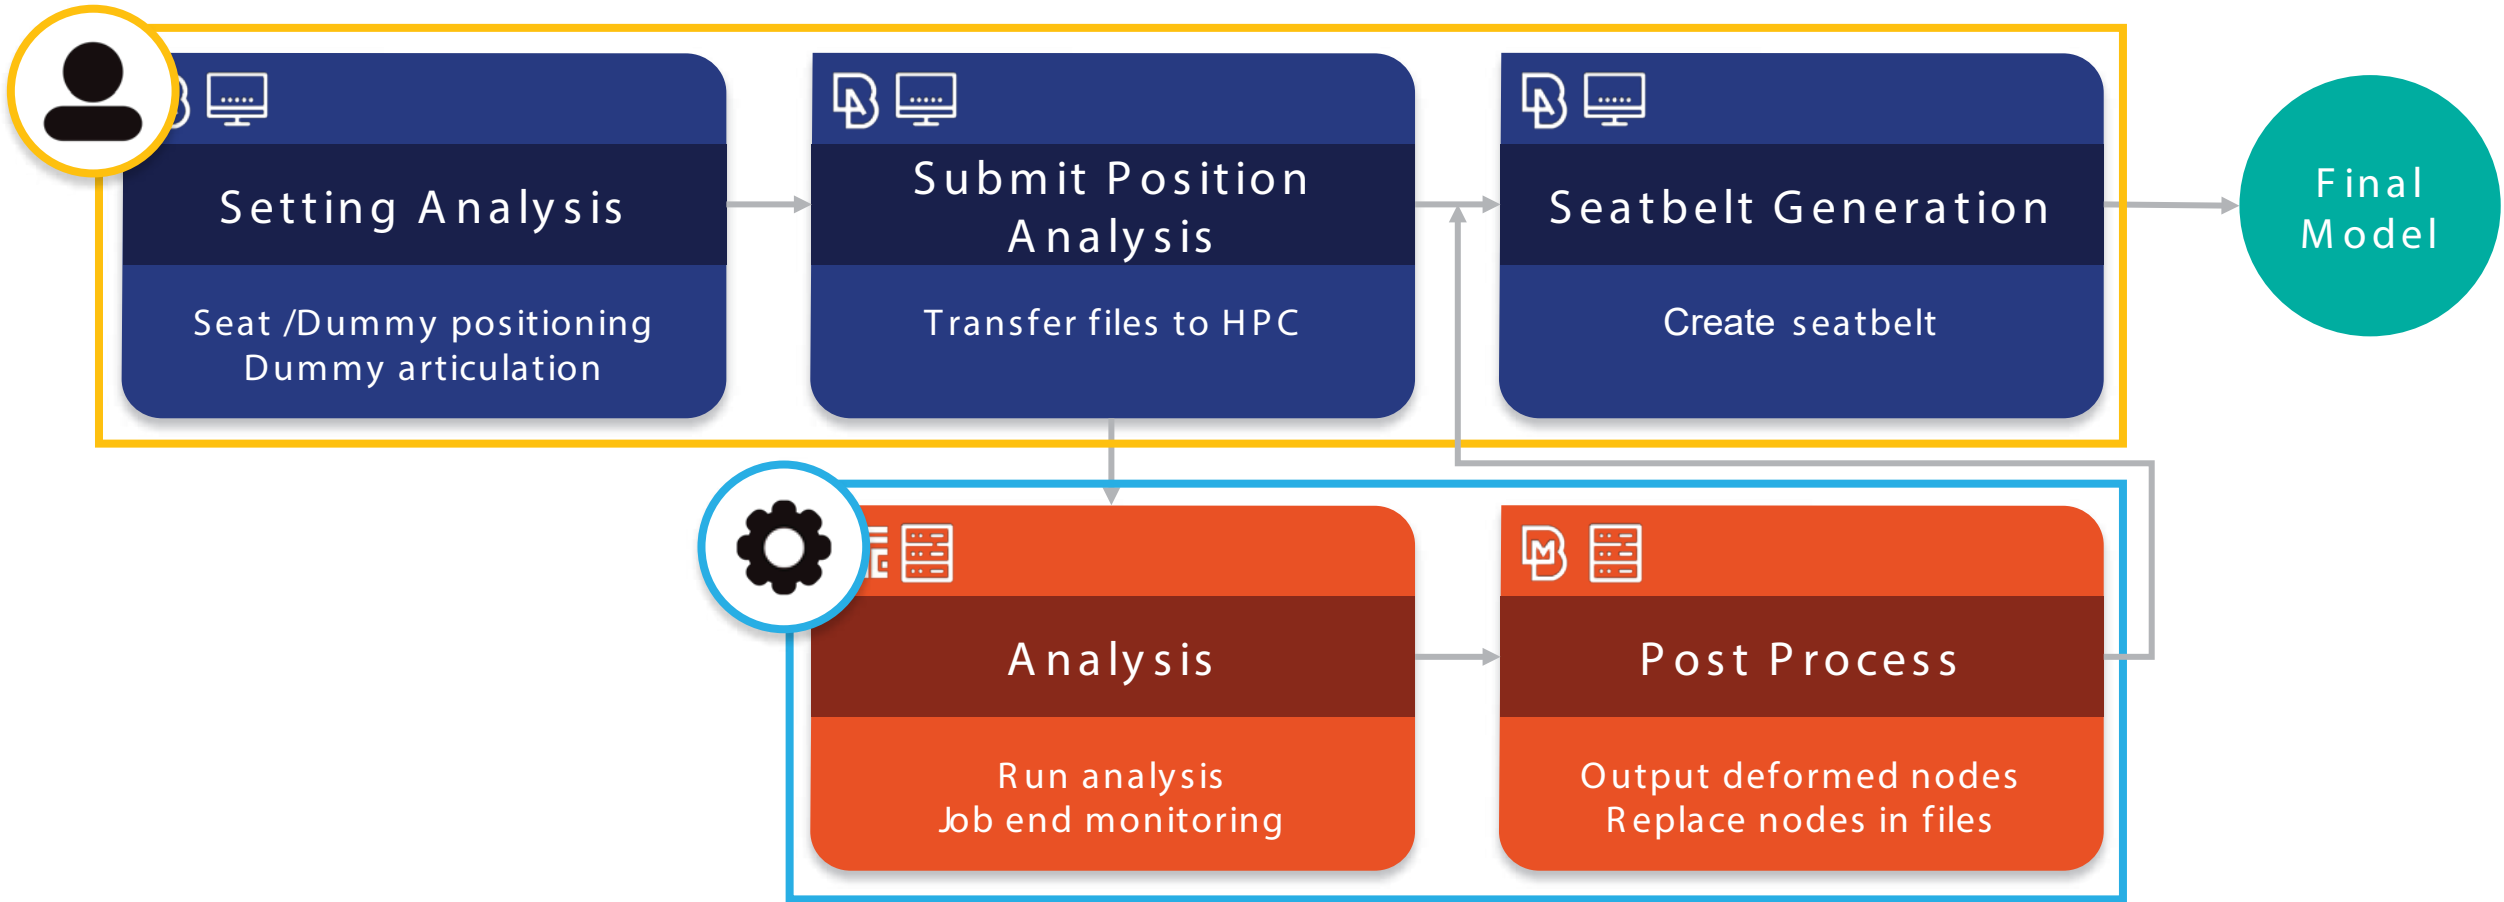 Setting Analysis
Seat /Dummy positioning
Dummy articulation
Submit Position
Analysis
Transfer files to HPC
Seatbelt Generation
Create seatbelt
Final
Model
Analysis
Run analysis
Job end monitoring
Post Process
Output deformed nodes
Replace nodes in files